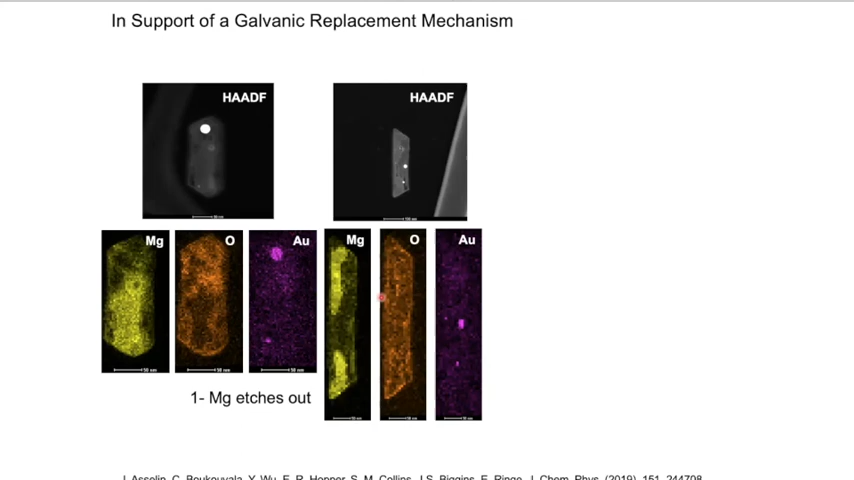 In Support of a Galvanic Replacement Mechanism
HAADF
HAADF
Mg
O
Au
Mg
O
Au
1- Mg etches out
J. Asselin, C. Boukouvala, Y. Wu, E. R. Hopper, S. M. Collins, J.S. Biggins, E. Ringe, J. Chem. Phys. (2019), 151, 244708